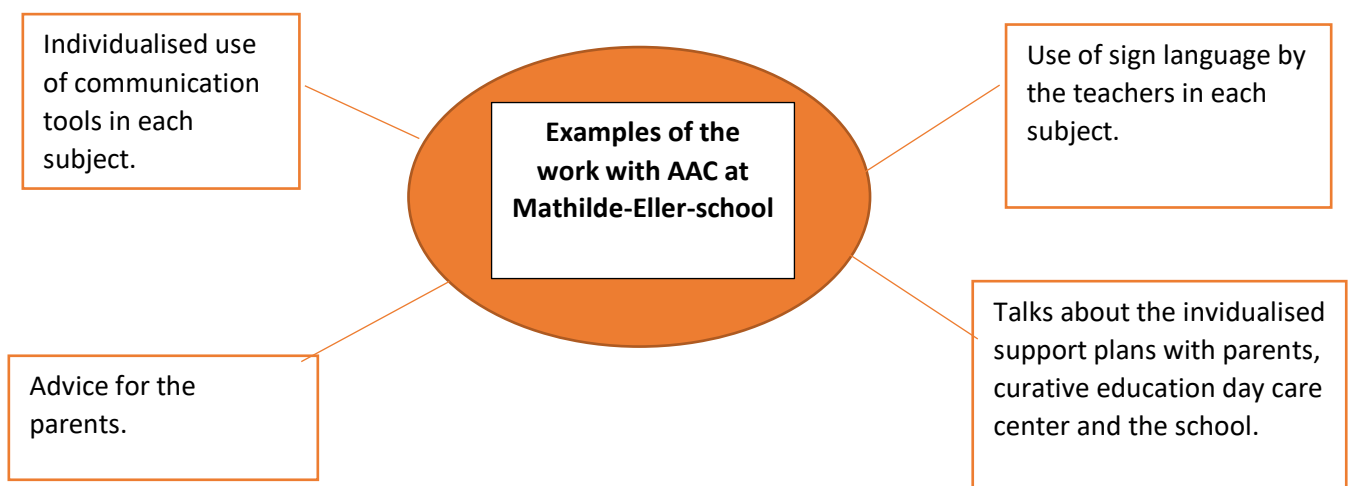 Individualised use
of communication
tools in each
subject.
Examples of the
work with AAC at
Mathilde-Eller-school
Use of sign language by
the teachers in each
subject.
Advice for the
parents.
Talks about the invidualised
support plans with parents,
curative education day care
center and the school.